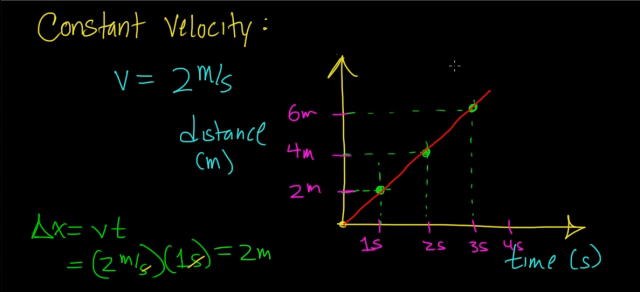 Constant Velocity:
v = 2 m/s
distance
(m)
6m
4m
2m
1s 2s 3s 4s
time (s)
Δx = vt
= (2 m/s)(1s) = 2m